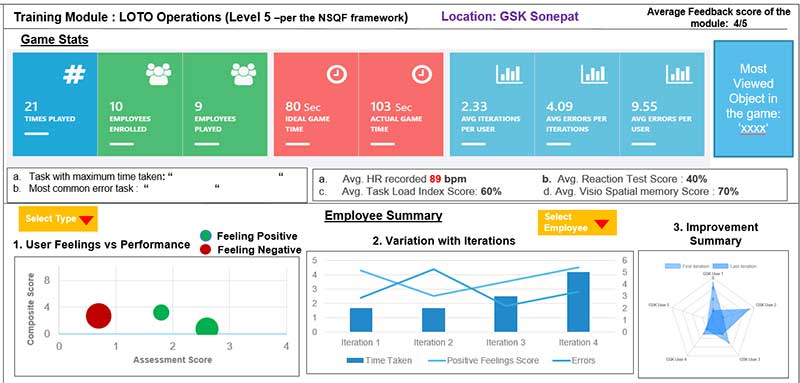 Training Module : LOTO Operations (Level 5 –per the NSQF framework)
Location: GSK Sonepat
Average Feedback score of the
module: 4/5
Game Stats
#
21
TIMES PLAYED
10
EMPLOYEES
ENROLLED
9
EMPLOYEES
PLAYED
80 Sec
IDEAL GAME
TIME
103 Sec
ACTUAL GAME
TIME
2.33
AVG ITERATIONS
PER USER
4.09
AVG ERRORS PER
ITERATIONS
9.55
AVG ERRORS PER
USER
Most
Viewed
Object in
the game:
'xxxx'
a. Task with maximum time taken: “ “
b. Most common error task : “ “
a. Avg. HR recorded 89 bpm
b. Avg. Reaction Test Score : 40%
c. Avg. Task Load Index Score: 60%
d. Avg. Visio Spatial memory Score : 70%
Select Type
Employee Summary
Select
Employee
1. User Feelings vs Performance
Feeling Positive
Feeling Negative
Composite Score
8
4
0
0 1 2 3 4
Assessment Score
2. Variation with Iterations
5
4
3
2
1
0
6
5
4
3
2
1
0
Iteration 1 Iteration 2 Iteration 3 Iteration 4
Time Taken Positive Feelings Score Errors
3. Improvement
Summary
First Iteration Last Iteration
GSK User 1
GSK User 2
GSK User 3
GSK User 4
GSK User 5